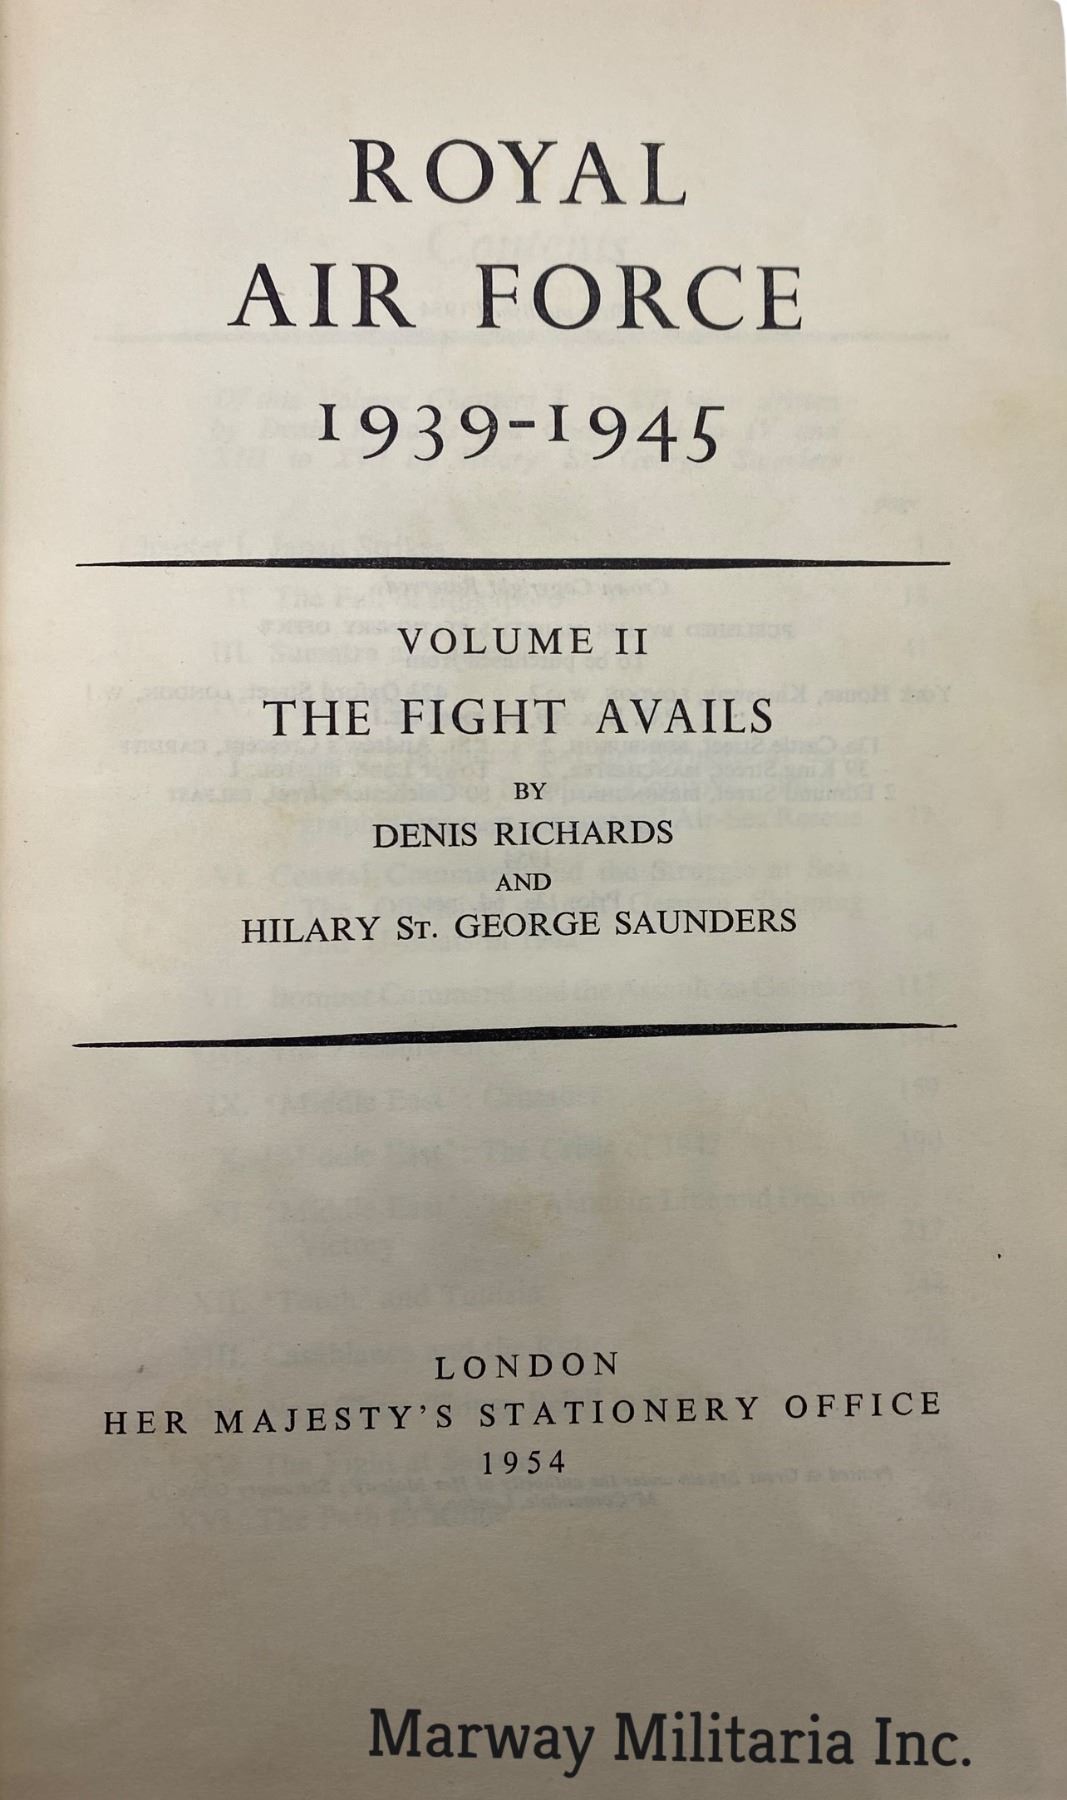 ROYAL
AIR FORCE
1939-1945
VOLUME II
THE FIGHT AVAILS
BY
DENIS RICHARDS
AND
HILARY ST. GEORGE SAUNDERS
LONDON
HER MAJESTY'S STATIONERY OFFICE
1954
Marway Militaria Inc.